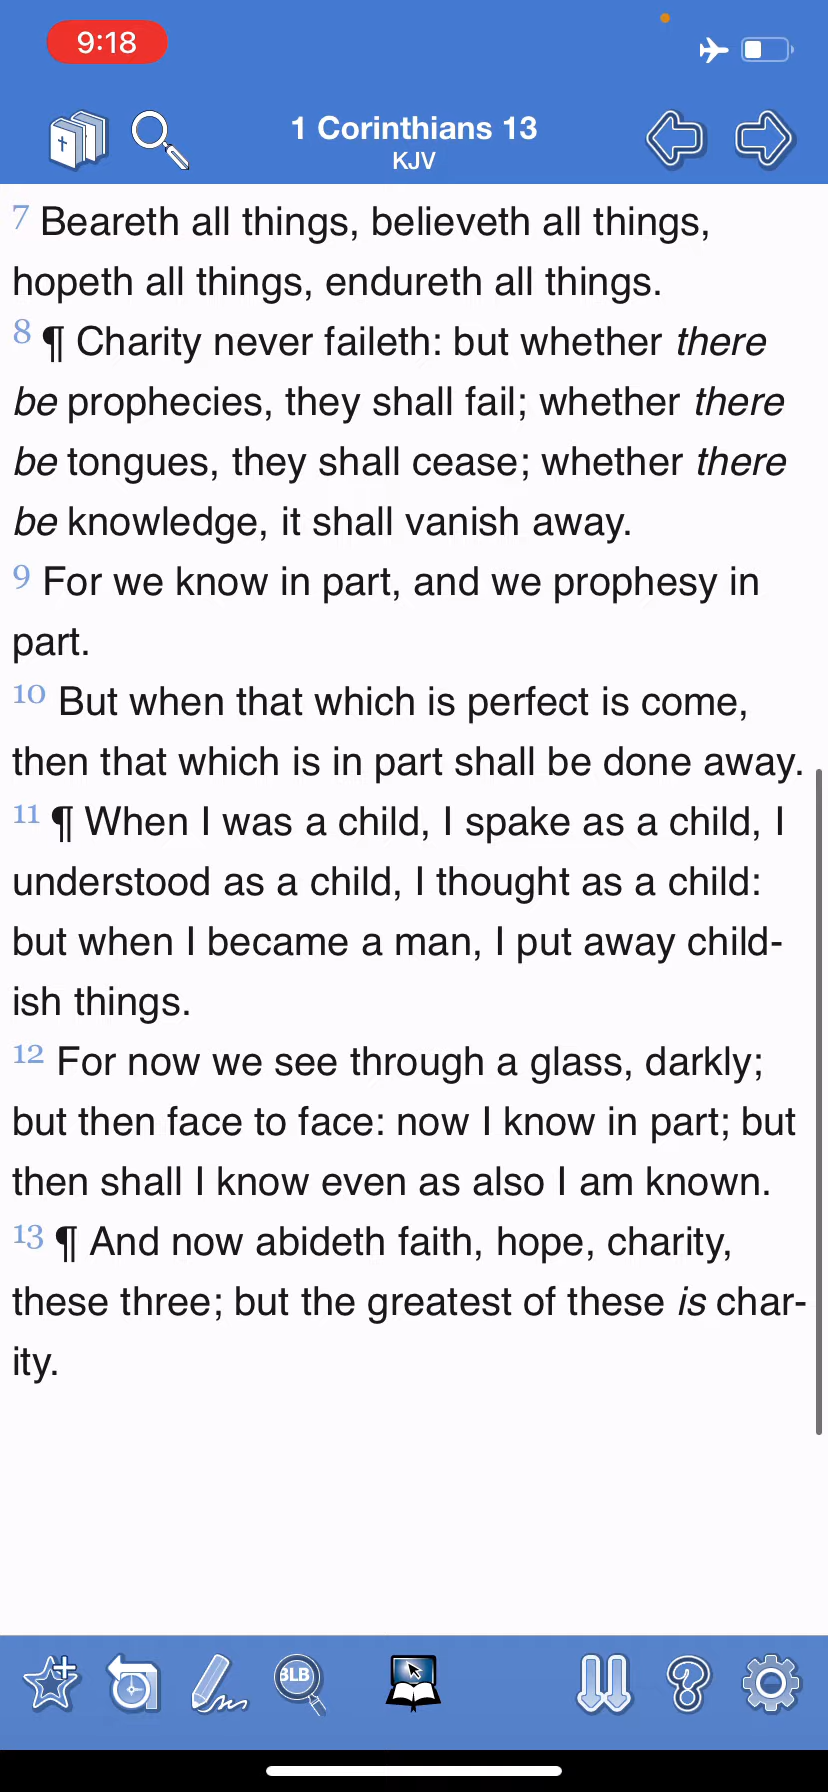 9:18
1 Corinthians 13
KJV
7 Beareth all things, believeth all things,
hopeth all things, endureth all things.
8 ¶ Charity never faileth: but whether there
be prophecies, they shall fail; whether there
be tongues, they shall cease; whether there
be knowledge, it shall vanish away.
9 For we know in part, and we prophesy in
part.
10 But when that which is perfect is come,
then that which is in part shall be done away.
11 ¶ When I was a child, I spake as a child, I
understood as a child, I thought as a child:
but when I became a man, I put away child-
ish things.
12 For now we see through a glass, darkly;
but then face to face: now I know in part; but
then shall I know even as also I am known.
13 ¶ And now abideth faith, hope, charity,
these three; but the greatest of these is char-
ity.
BLB